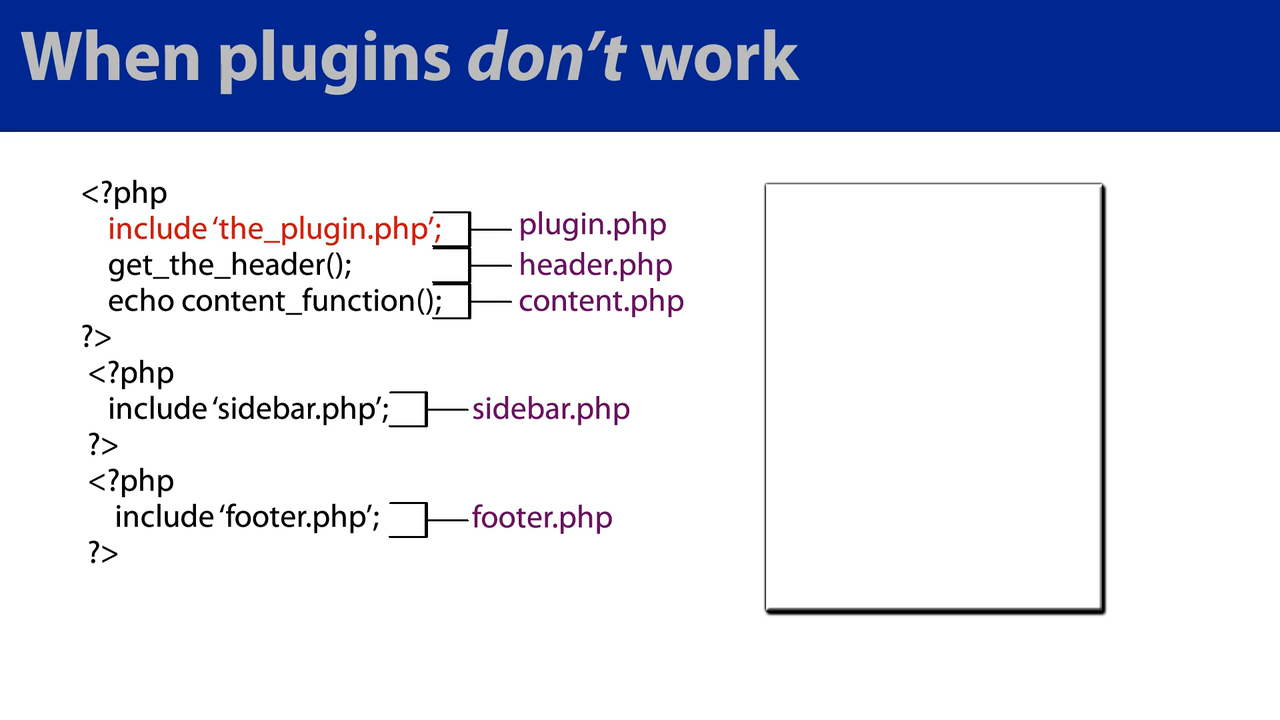 When plugins don’t work
<?php
include ‘the_plugin.php’;
plugin.php
get_the_header();
header.php
echo content_function();
content.php
?>
<?php
include ‘sidebar.php’;
sidebar.php
?>
<?php
include ‘footer.php’;
footer.php
?>